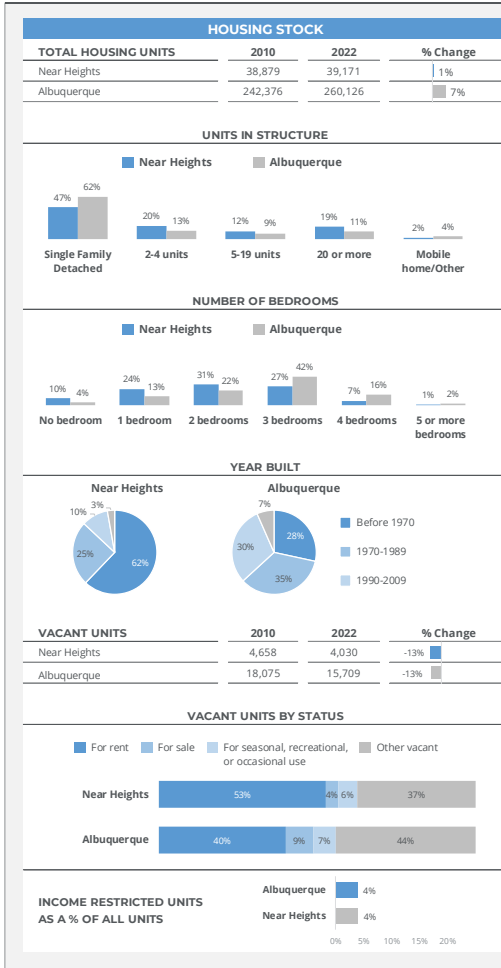 HOUSING STOCK
TOTAL HOUSING UNITS 2010 2022 % Change
Near Heights 38,879 39,171 1%
Albuquerque 242,376 260,126 7%
UNITS IN STRUCTURE
Near Heights Albuquerque
47% 62% 20% 13% 12% 9% 19% 11% 2% 4%
Single Family 2-4 units 5-19 units 20 or more Mobile
Detached home/Other
NUMBER OF BEDROOMS
Near Heights Albuquerque
10% 4% 24% 13% 31% 22% 27% 42% 7% 16% 1% 2%
No bedroom 1 bedroom 2 bedrooms 3 bedrooms 4 bedrooms 5 or more
bedrooms
YEAR BUILT
Near Heights Albuquerque
10% 3% 25% 62%
7% 28% 30% 35%
Before 1970
1970-1989
1990-2009
VACANT UNITS 2010 2022 % Change
Near Heights 4,658 4,030 -13%
Albuquerque 18,075 15,709 -13%
VACANT UNITS BY STATUS
For rent For sale For seasonal, recreational, Other vacant
or occasional use
Near Heights 53% 4% 6% 37%
Albuquerque 40% 9% 7% 44%
INCOME RESTRICTED UNITS
AS A % OF ALL UNITS
Albuquerque 4%
Near Heights 4%
0% 5% 10% 15% 20%